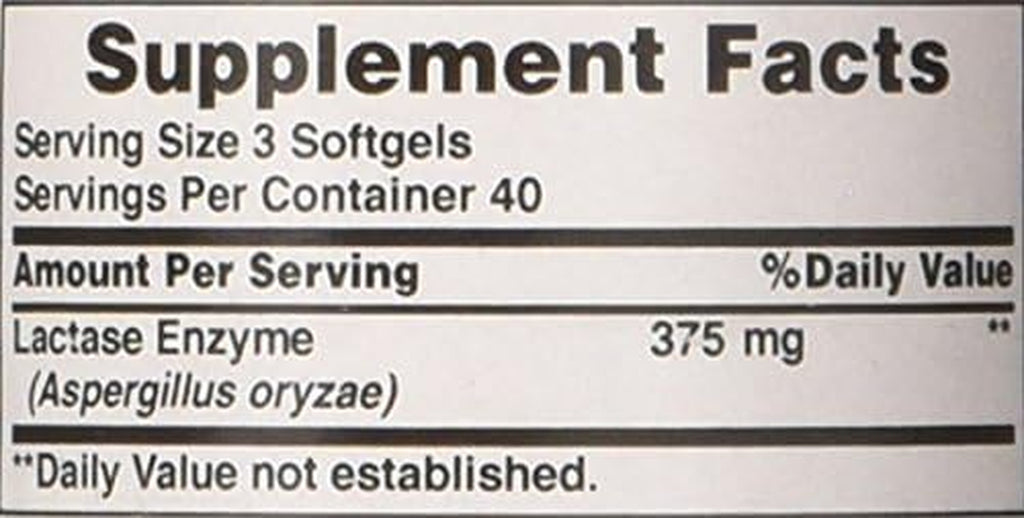 Supplement Facts
Serving Size 3 Softgels
Servings Per Container 40
Amount Per Serving %Daily Value
Lactase Enzyme 375 mg **
(Aspergillus oryzae)
**Daily Value not established.